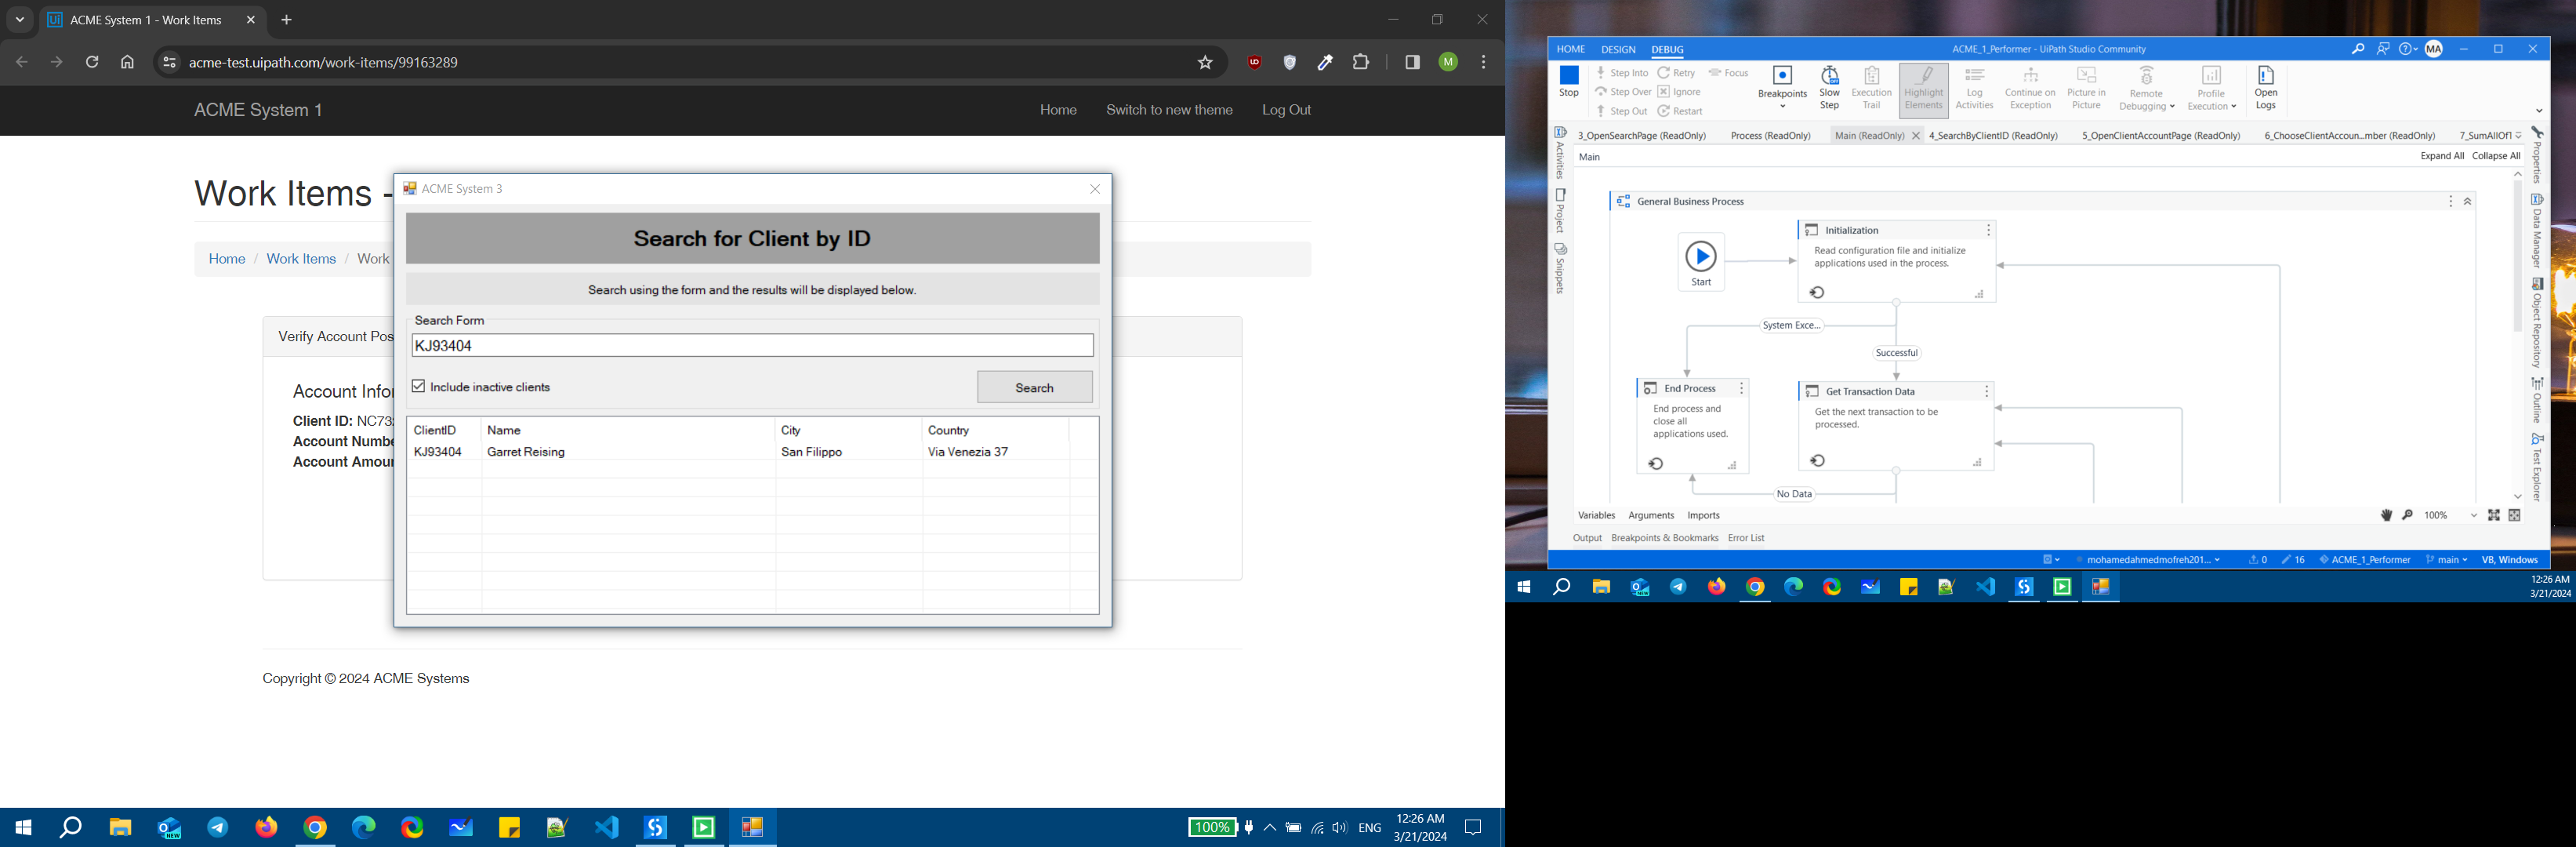 ACME System 1 - Work Items
acme-test.uipath.com/work-items/99163289
M
ACME System 1
Home
Switch to new theme
Log Out
Work Items -
Home / Work Items / Work
Verify Account Pos
Account Infor
Client ID: NC73
Account Numbe
Account Amou
Copyright © 2024 ACME Systems
ACME System 3
Search for Client by ID
Search using the form and the results will be displayed below.
Search Form
KJ93404
Include inactive clients
Search
ClientID Name City Country
KJ93404 Garret Reising San Filippo Via Venezia 37
100%
ENG
12:26 AM
3/21/2024
HOME DESIGN DEBUG
ACME_1_Performer - UiPath Studio Community
MA
Stop
Step Into
Step Over
Step Out
Retry
Ignore
Restart
Focus
Breakpoints
Slow
Step
Execution
Trail
Highlight
Elements
Log
Activities
Continue on
Exception
Picture in
Picture
Remote
Debugging
Profile
Execution
Open
Logs
3_OpenSearchPage (ReadOnly)
Process (ReadOnly)
Main (ReadOnly)
4_SearchByClientID (ReadOnly)
5_OpenClientAccountPage (ReadOnly)
6_ChooseClientAccoun...mber (ReadOnly)
7_SumAllOfT
Main
Expand All Collapse All
Activities
Project
Snippets
General Business Process
Start
Initialization
Read configuration file and initialize
applications used in the process.
System Exce...
Successful
End Process
End process and
close all
applications used.
Get Transaction Data
Get the next transaction to be
processed.
No Data
Properties
Data Manager
Object Repository
Outline
Test Explorer
Variables Arguments Imports
100%
Output Breakpoints & Bookmarks Error List
mohamedahmedmofreh201...
0
16
ACME_1_Performer
main
VB, Windows
12:26 AM
3/21/2024